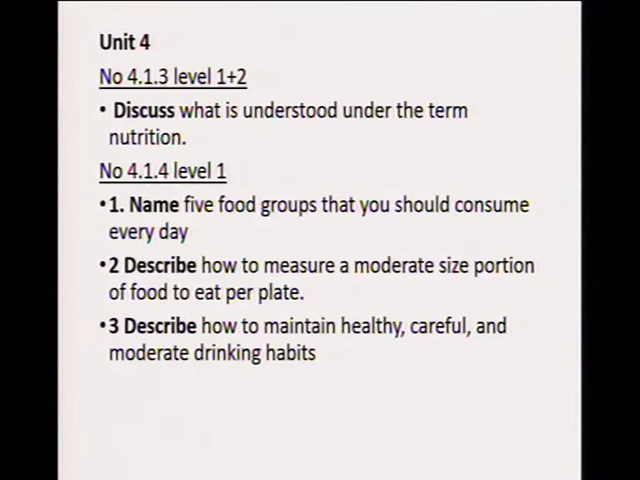 Unit 4
No 4.1.3 level 1+2
• Discuss what is understood under the term
nutrition.
No 4.1.4 level 1
•1. Name five food groups that you should consume
every day
•2 Describe how to measure a moderate size portion
of food to eat per plate.
•3 Describe how to maintain healthy, careful, and
moderate drinking habits